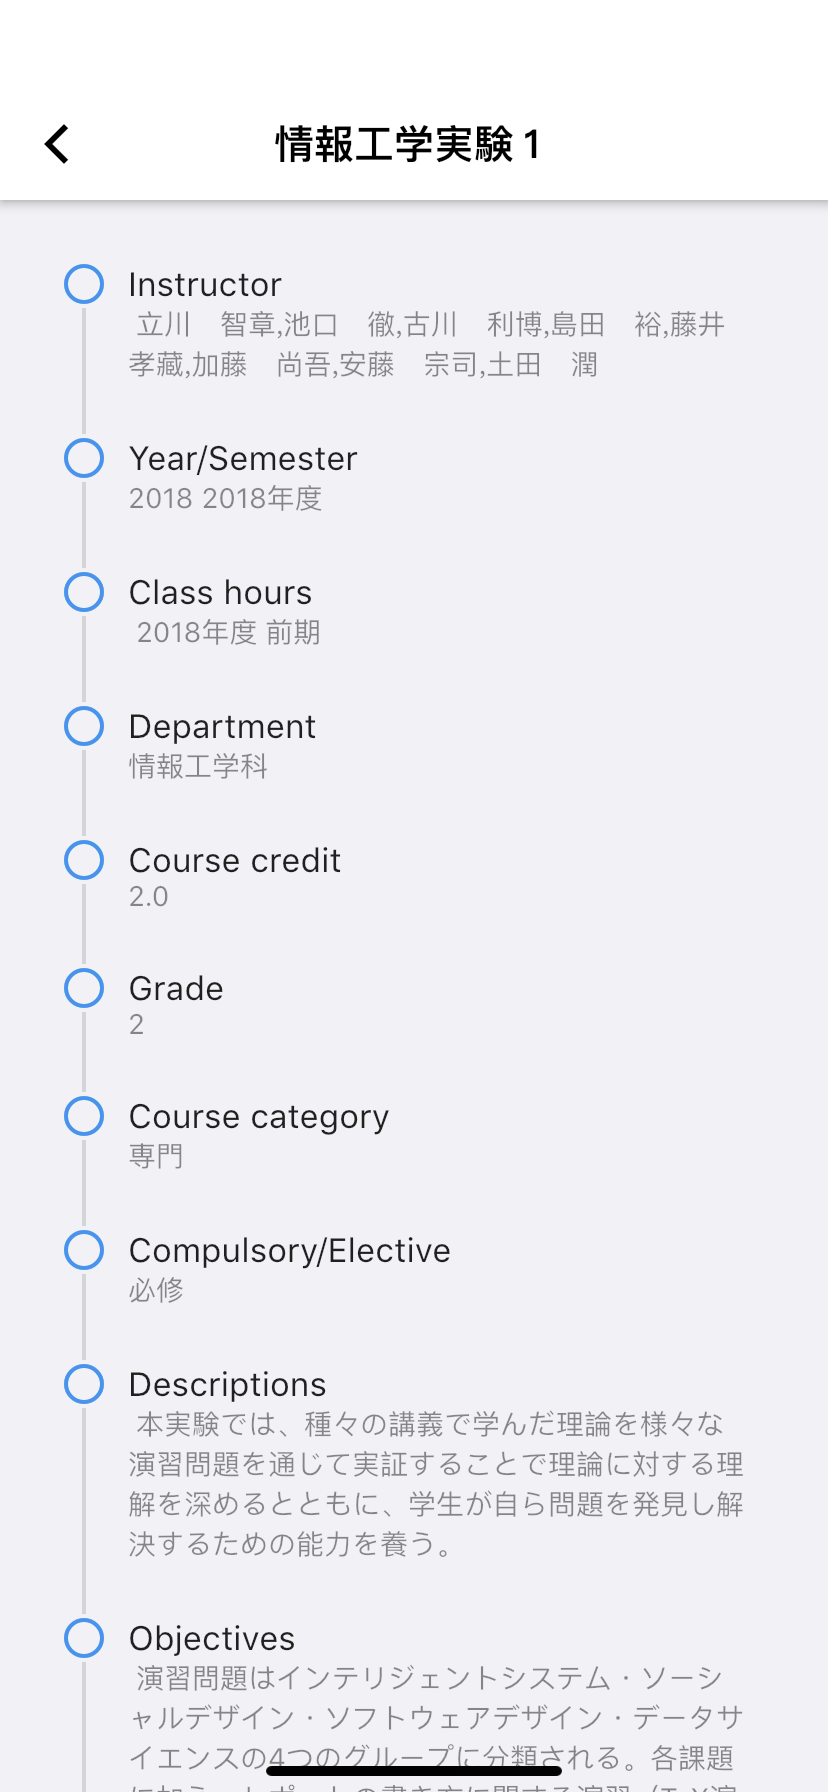 情報工学実験 1
Instructor
立川　智章,池口　徹,古川　利博,島田　裕,藤井
孝藏,加藤　尚吾,安藤　宗司,土田　潤
Year/Semester
2018 2018年度
Class hours
2018年度 前期
Department
情報工学科
Course credit
2.0
Grade
2
Course category
専門
Compulsory/Elective
必修
Descriptions
本実験では、種々の講義で学んだ理論を様々な
演習問題を通じて実証することで理論に対する理
解を深めるとともに、学生が自ら問題を発見し解
決するための能力を養う。
Objectives
演習問題はインテリジェントシステム・ソーシ
ャルデザイン・ソフトウェアデザイン・データサ
イエンスの4つのグループに分類される。各課題